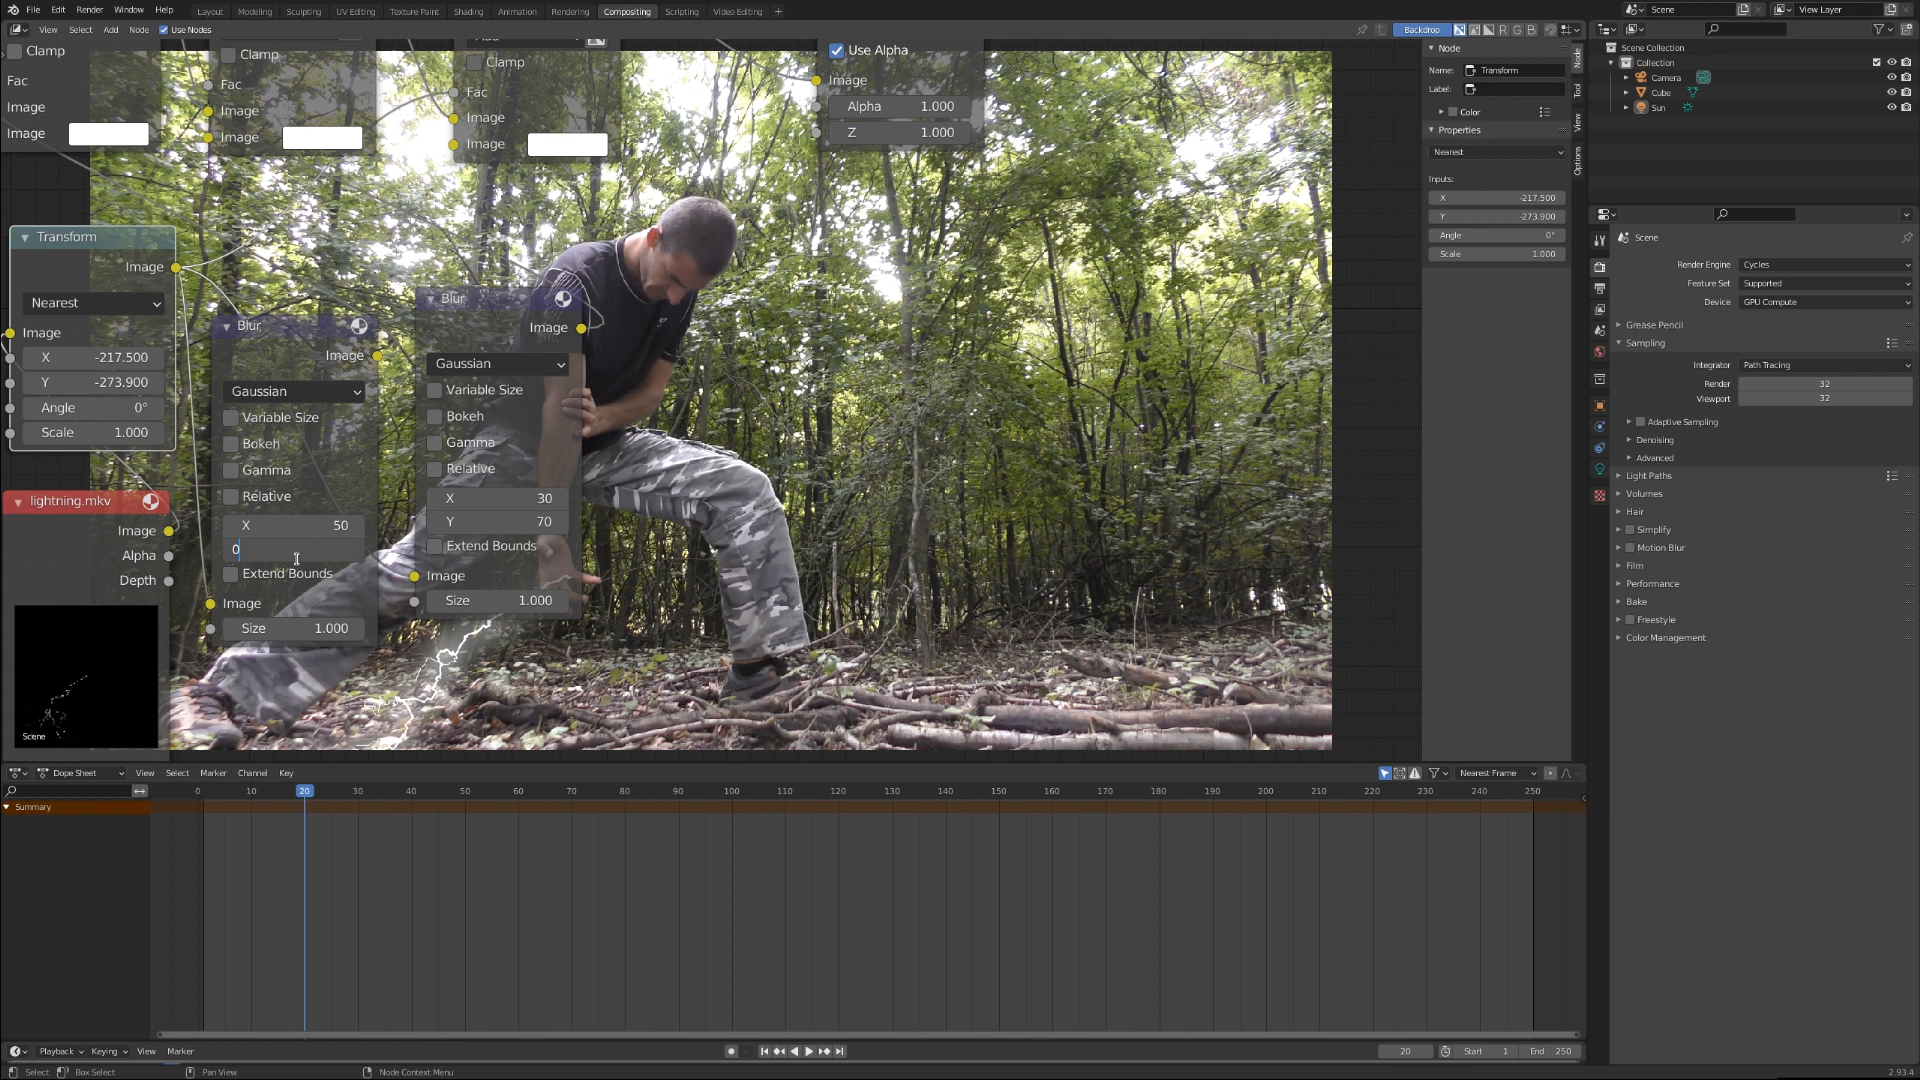 File Edit Render Window Help
Layout Modeling Sculpting UV Editing Texture Paint Shading Animation Rendering Compositing Scripting Video Editing +
Scene
View Layer
View Select Add Node Use Nodes
Backdrop
R G B
Clamp
Fac
Image
Image
Clamp
Fac
Image
Image
Clamp
Fac
Image
Image
Use Alpha
Image
Alpha 1.000
Z 1.000
Transform
Image
Nearest
Image
X -217.500
Y -273.900
Angle 0°
Scale 1.000
lightning.mkv
Image
Alpha
Depth
Scene
Blur
Image
Gaussian
Variable Size
Bokeh
Gamma
Relative
X 50
0
Extend Bounds
Image
Size 1.000
Blur
Image
Gaussian
Variable Size
Bokeh
Gamma
Relative
X 30
Y 70
Extend Bounds
Image
Size 1.000
Node
Name: Transform
Label:
Color
Properties
Nearest
Inputs:
X -217.500
Y -273.900
Angle 0°
Scale 1.000
Node
Tool
View
Options
Scene Collection
Collection
Camera
Cube
Sun
Scene
Render Engine Cycles
Feature Set Supported
Device GPU Compute
Grease Pencil
Sampling
Integrator Path Tracing
Render 32
Viewport 32
Adaptive Sampling
Denoising
Advanced
Light Paths
Volumes
Hair
Simplify
Motion Blur
Film
Performance
Bake
Freestyle
Color Management
Dope Sheet View Select Marker Channel Key
Nearest Frame
0 10 20 30 40 50 60 70 80 90 100 110 120 130 140 150 160 170 180 190 200 210 220 230 240 250
Summary
Playback Keying View Marker
20 Start 1 End 250
Select Box Select Pan View Node Context Menu 2.93.4